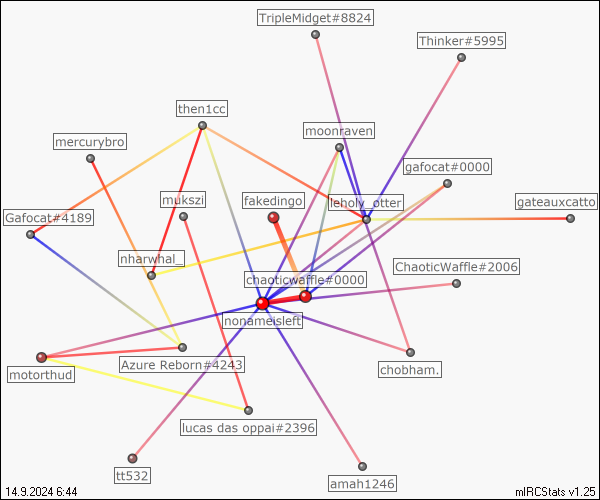 TripleMidget#8824
Thinker#5995
then1cc
moonraven
mercurybro
gafocat#0000
mukszi
fakedingo
leholy_otter
gateauxcatto
Gafocat#4189
nharwhal_
ChaoticWaffle#2006
chaoticwaffle#0000
nonameisleft
Azure Reborn#4243
chobham.
motorthud
lucas das oppai#2396
tt532
amah1246
14.9.2024 6:44
mIRCStats v1.25